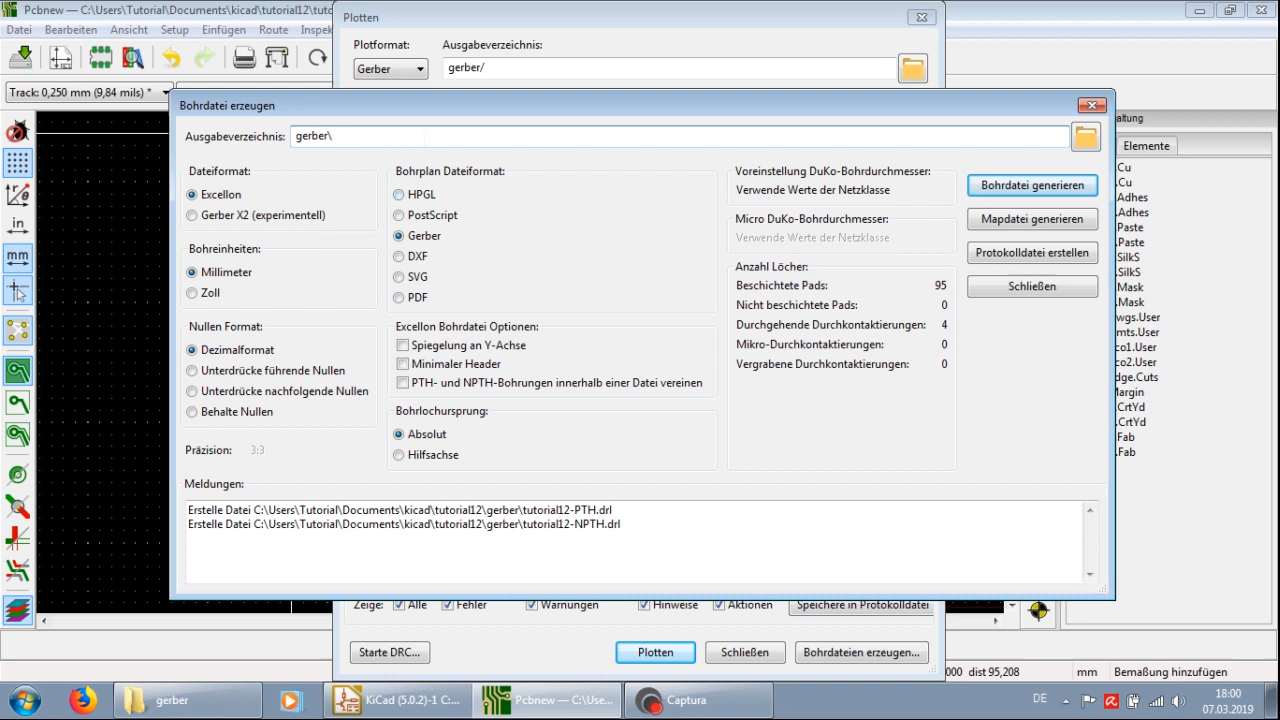 Pcbnew — C:\Users\Tutorial\Documents\kicad\tutorial12\tuto
Plotten
Datei Bearbeiten Ansicht Setup Einfügen Route Inspek
Plotformat:
Ausgabeverzeichnis:
Gerber
gerber/
Track: 0,250 mm (9,84 mils) *
Bohrdatei erzeugen
Ausgabeverzeichnis: gerber\
Dateiformat:
Excellon
Gerber X2 (experimentell)
Bohreinheiten:
Millimeter
Zoll
Nullen Format:
Dezimalformat
Unterdrücke führende Nullen
Unterdrücke nachfolgende Nullen
Behalte Nullen
Präzision: 3:3
Bohrplan Dateiformat:
HPGL
PostScript
Gerber
DXF
SVG
PDF
Excellon Bohrdatei Optionen:
Spiegelung an Y-Achse
Minimaler Header
PTH- und NPTH-Bohrungen innerhalb einer Datei vereinen
Bohrlochursprung:
Absolut
Hilfsachse
Voreinstellung DuKo-Bohrdurchmesser:
Verwende Werte der Netzklasse
Micro DuKo-Bohrdurchmesser:
Verwende Werte der Netzklasse
Anzahl Löcher:
Beschichtete Pads: 95
Nicht beschichtete Pads: 0
Durchgehende Durchkontaktierungen: 4
Mikro-Durchkontaktierungen: 0
Vergrabene Durchkontaktierungen: 0
Bohrdatei generieren
Mapdatei generieren
Protokolldatei erstellen
Schließen
Meldungen:
Erstelle Datei C:\Users\Tutorial\Documents\kicad\tutorial12\gerber\tutorial12-PTH.drl
Erstelle Datei C:\Users\Tutorial\Documents\kicad\tutorial12\gerber\tutorial12-NPTH.drl
in
mm
altung
Elemente
.Cu
.Cu
.Adhes
.Adhes
.Paste
.Paste
.SilkS
.SilkS
.Mask
.Mask
wgs.User
mts.User
co1.User
co2.User
dge.Cuts
argin
.CrtYd
.CrtYd
.Fab
.Fab
Zeige: Alle Fehler Warnungen Hinweise Aktionen Speichere in Protokolldatei
Starte DRC... Plotten Schließen Bohrdateien erzeugen...
000 dist 95,208 mm Bemaßung hinzufügen
gerber
KiCad (5.0.2)-1 C:...
Pcbnew — C:\Use...
Captura
DE
18:00
07.03.2019